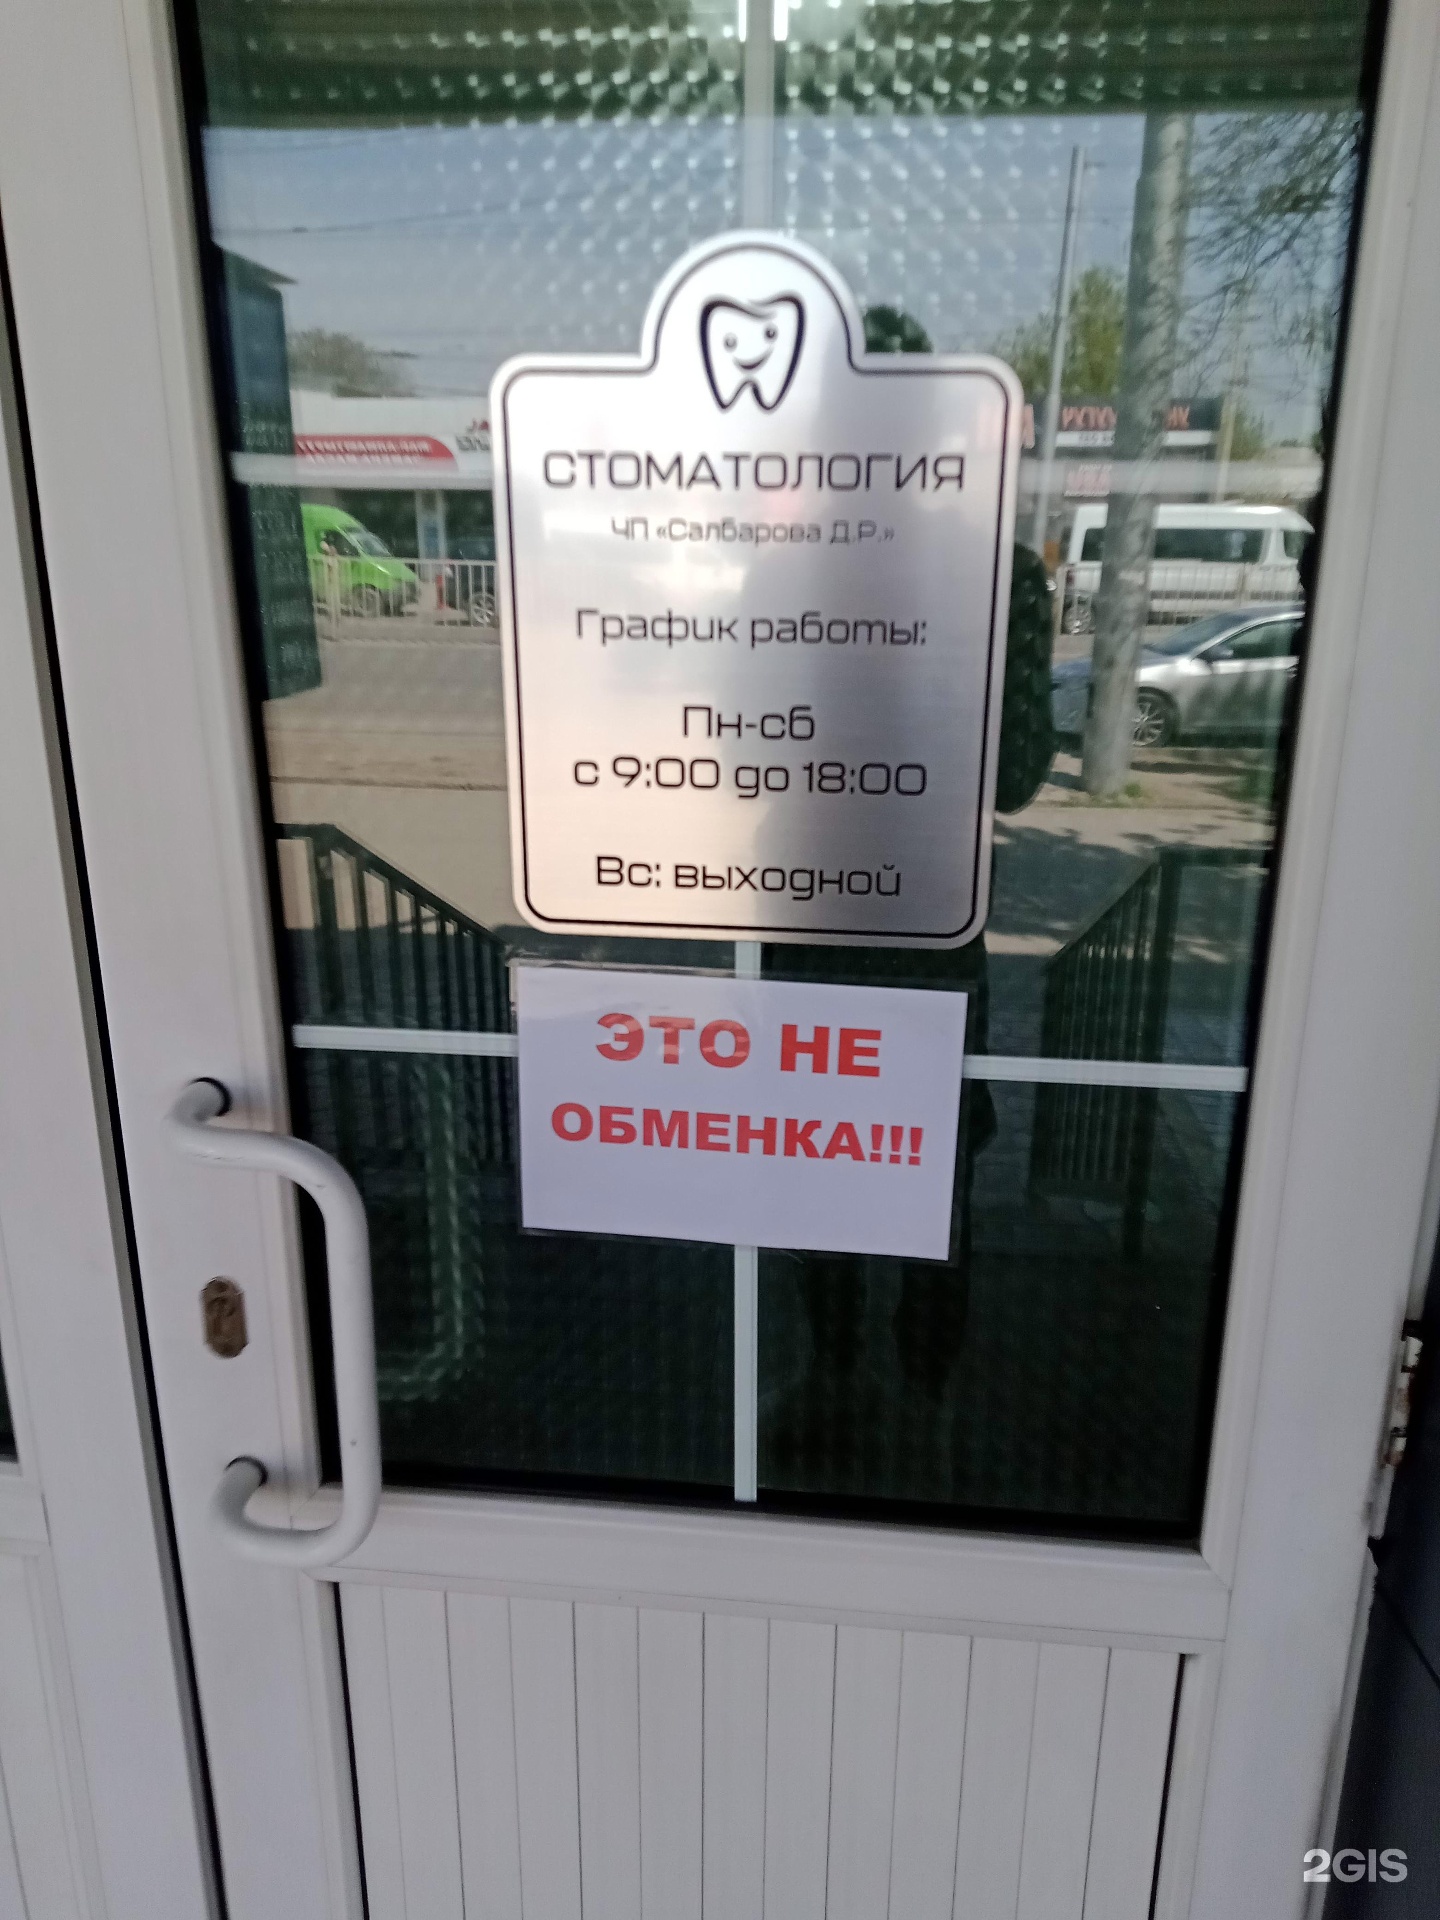 СТОМАТОЛОГИЯ
ЧП «Салбарова Д.Р.»
График работы:
Пн-сб
с 9:00 до 18:00
Вс: выходной
ЭТО НЕ
ОБМЕНКА!!!
2GIS